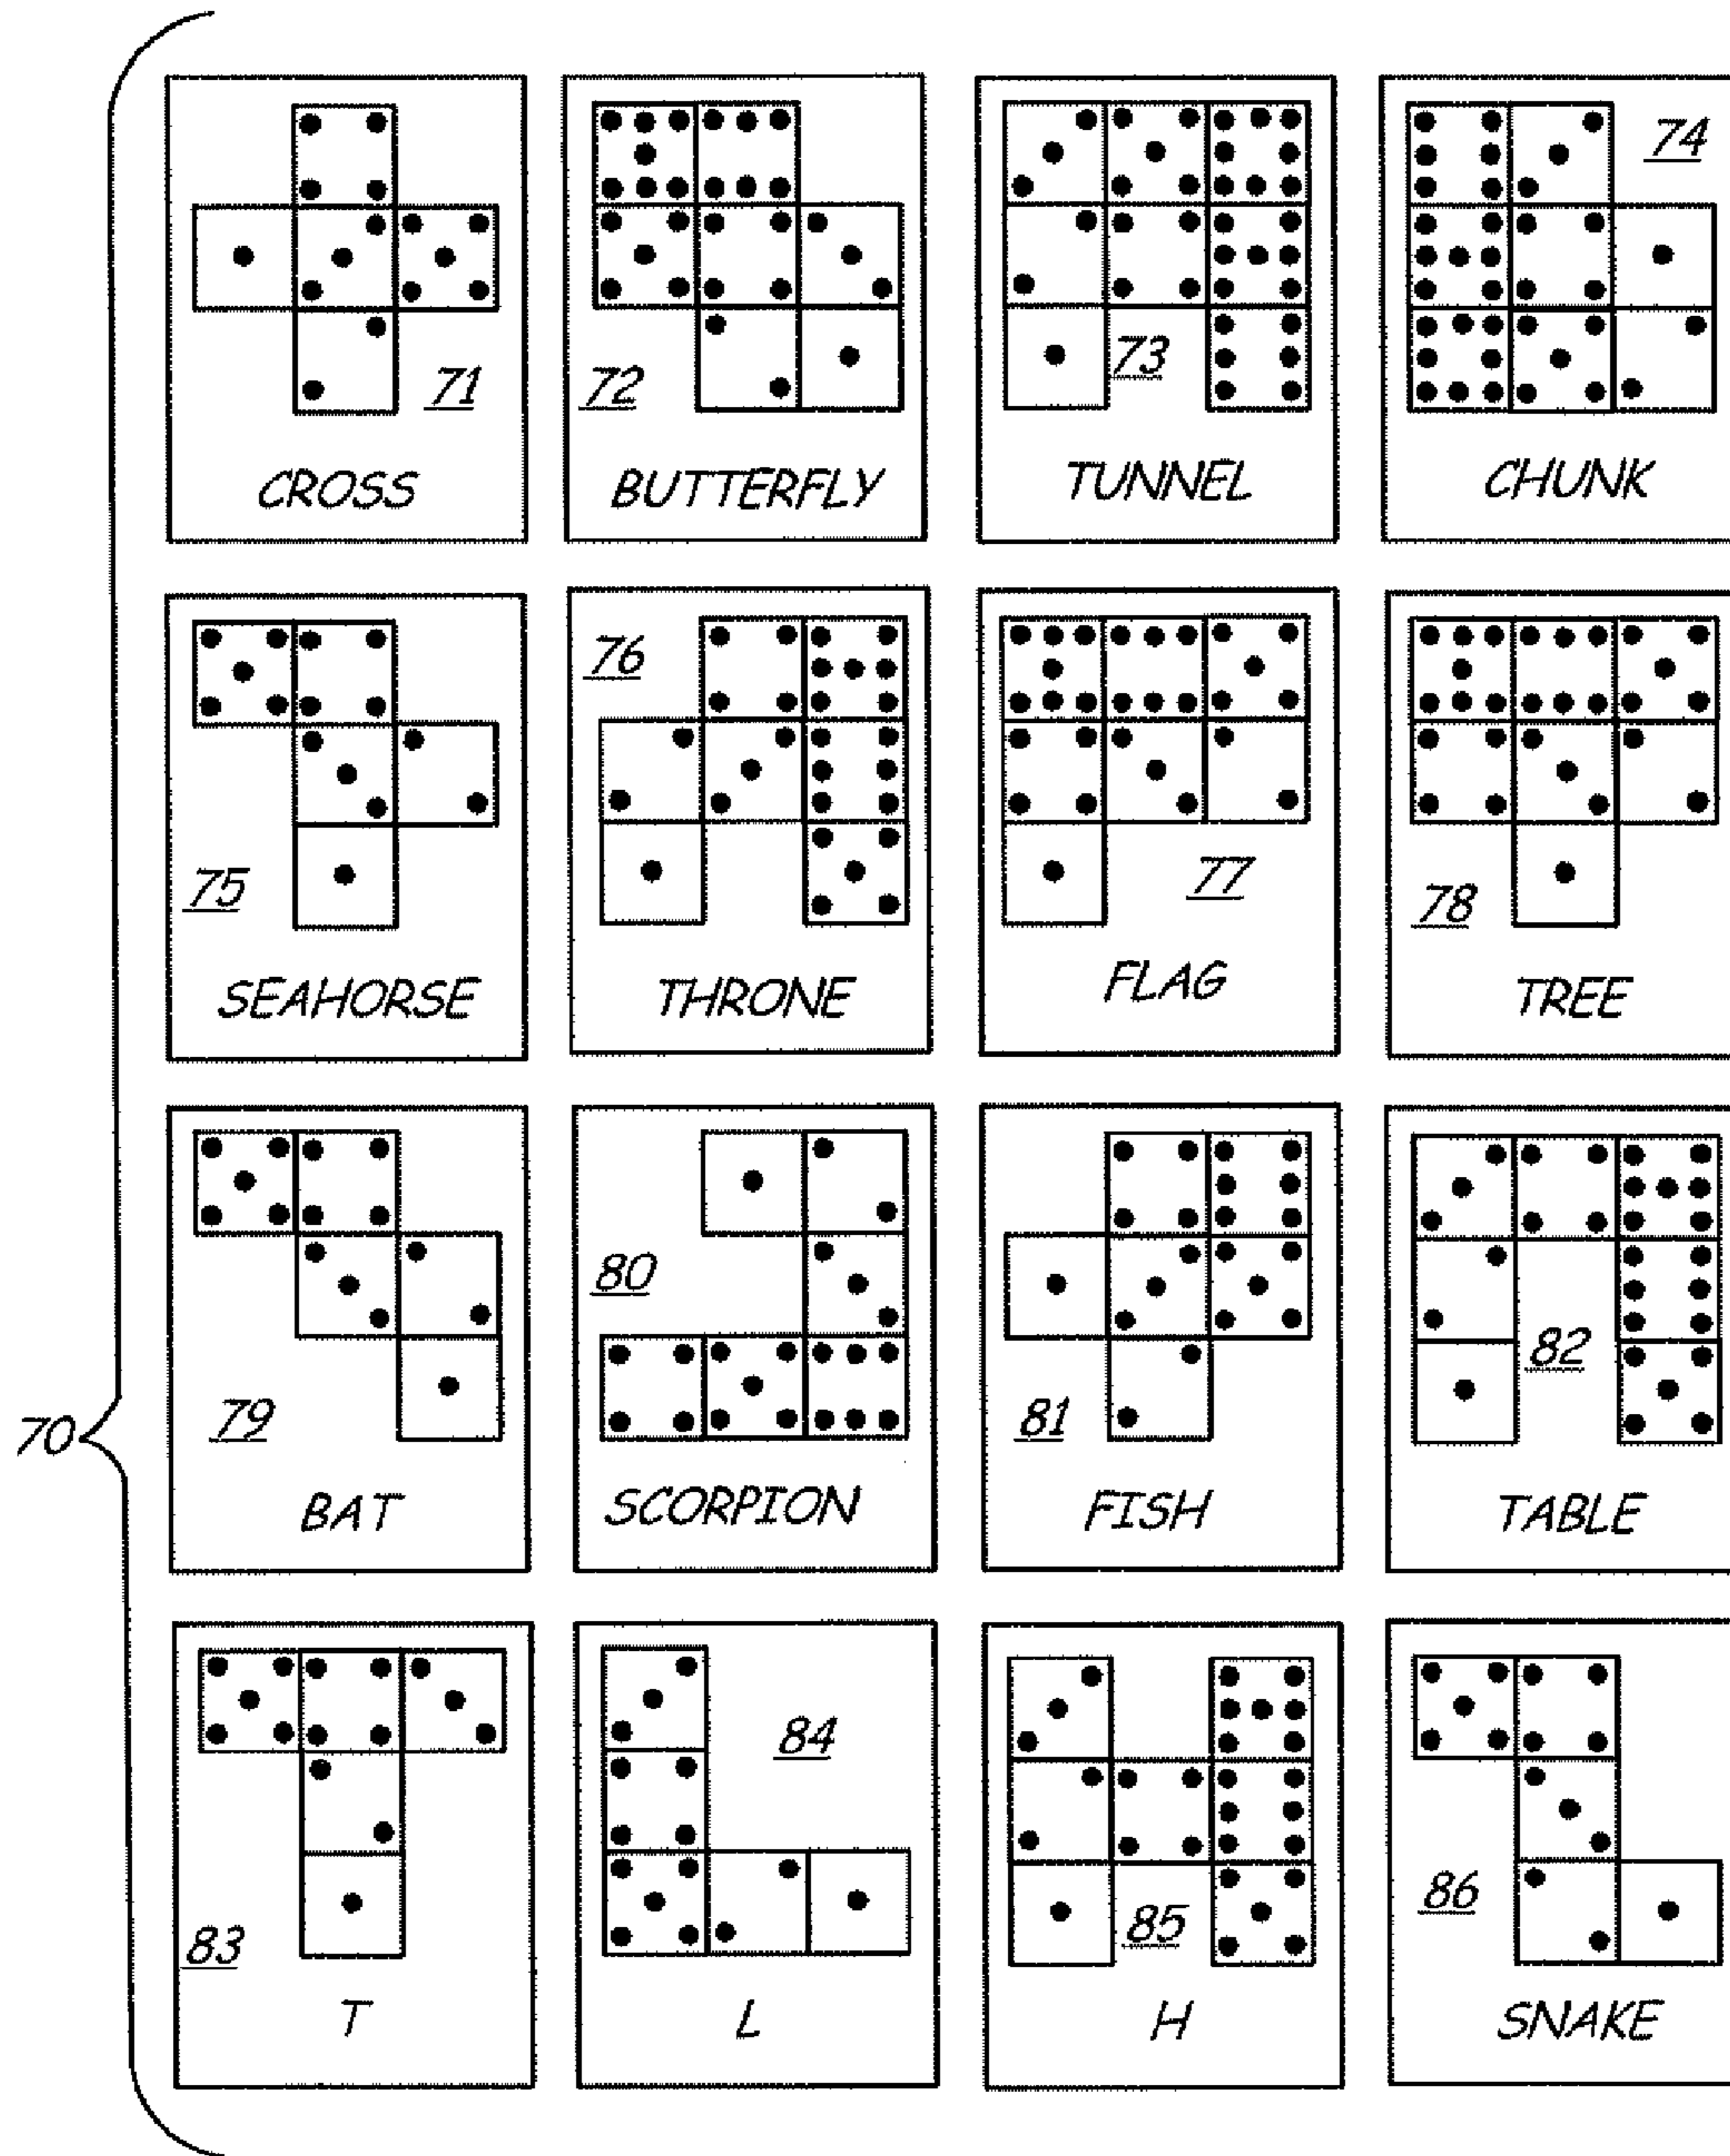 74
71
72
73
CROSS
BUTTERFLY
TUNNEL
CHUNK
76
75
77
78
SEAHORSE
THRONE
FLAG
TREE
70
79
80
81
82
BAT
SCORPION
FISH
TABLE
83
84
85
86
T
L
H
SNAKE